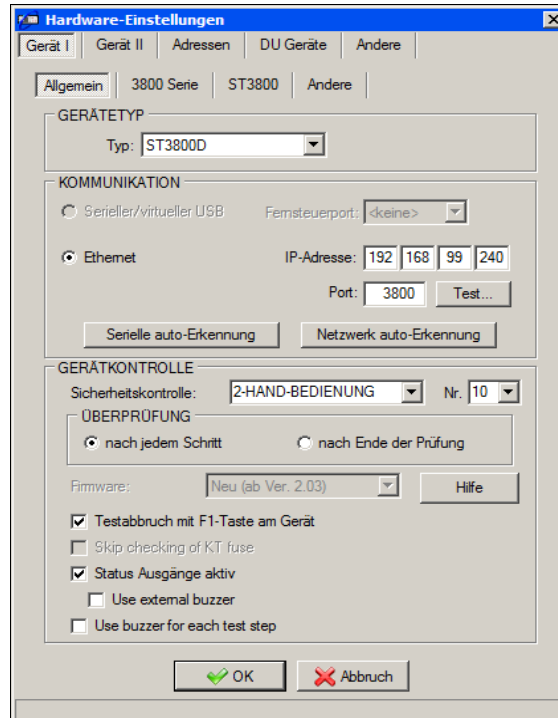 Hardware-Einstellungen
Gerät I Gerät II Adressen DU Geräte Andere
Allgemein 3800 Serie ST3800 Andere
GERÄTETYP
Typ: ST3800D
KOMMUNIKATION
Serieller/virtueller USB Fernsteuerport: <keine>
Ethernet IP-Adresse: 192 168 99 240
Port: 3800 Test...
Serielle auto-Erkennung Netzwerk auto-Erkennung
GERÄTKONTROLLE
Sicherheitskontrolle: 2-HAND-BEDIENUNG Nr. 10
ÜBERPRÜFUNG
nach jedem Schritt nach Ende der Prüfung
Firmware: Neu (ab Ver. 2.03) Hilfe
Testabbruch mit F1-Taste am Gerät
Skip checking of KT fuse
Status Ausgänge aktiv
Use external buzzer
Use buzzer for each test step
OK Abbruch